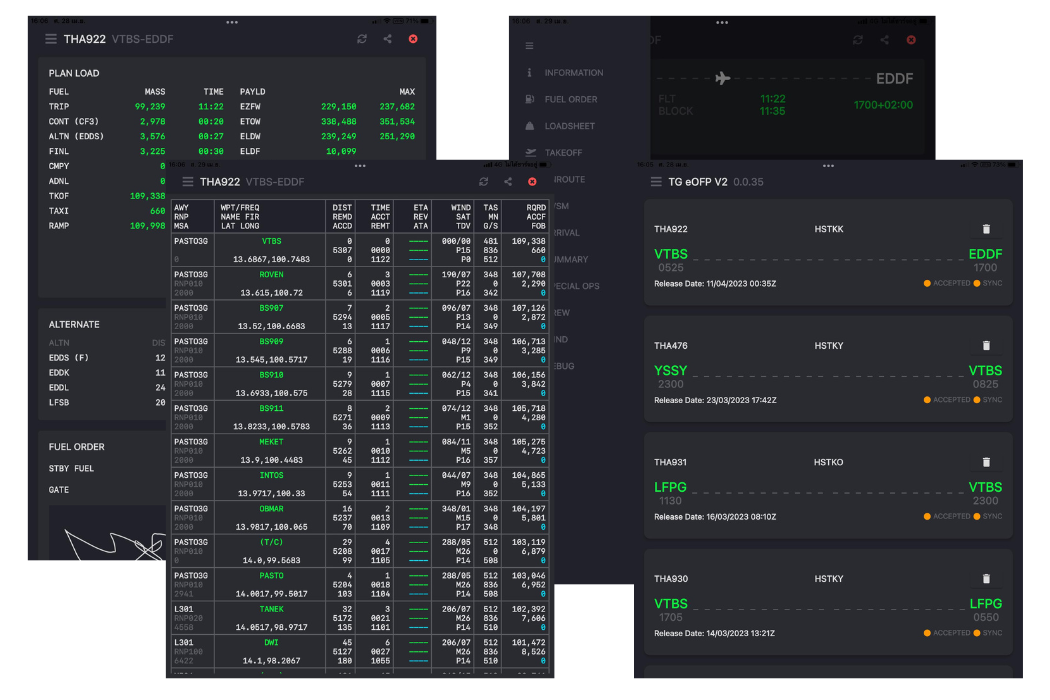 THA922 VTBS-EDDF
PLAN LOAD
FUEL MASS TIME PAYLD MAX
TRIP 99,239 11:22 EZFW 229,150 237,682
CONT (CF3) 2,978 00:20 ETOW 338,488 351,534
ALTN (EDDS) 3,576 00:27 ELDW 239,249 251,290
FINL 3,225 00:30 ELDF 10,099
CMPY 0
ADNL 0
TKOF 109,338
TAXI 660
RAMP 109,998
ALTERNATE
ALTN DIS
EDDS (F) 12
EDDK 11
EDDL 24
LFSB 20
FUEL ORDER
STBY FUEL
GATE
INFORMATION
FUEL ORDER
LOADSHEET
TAKEOFF
NROUTE
VSM
RRIVAL
UMMARY
PECIAL OPS
REW
IND
EBUG
DF
EDDF
FLT 11:22
BLOCK 11:35
1700+02:00
THA922 VTBS-EDDF
AWY WPT/FREQ DIST TIME ETA WIND TAS RQRD
RNP NAME FIR REMD ACCT REV SAT MN ACCF
MSA LAT LONG ACCD REMT ATA TDV G/S FOB
PASTO3G VTBS 0 0 ---- 000/00 481 109,338
5307 0000 P15 836 660
0 13.6867,100.7483 0 1122 ---- P0 512 0
PASTO3G ROVEN 6 3 ---- 190/07 348 107,708
RNP010 5301 0003 P22 0 2,290
2000 13.615,100.72 6 1119 ---- P16 342 0
PASTO3G BS907 7 2 ---- 096/07 348 107,126
RNP010 5294 0005 P13 0 2,872
2000 13.52,100.6683 13 1117 ---- P14 349 0
PASTO3G BS909 6 1 ---- 048/12 348 106,713
RNP010 5288 0006 P9 0 3,285
2000 13.545,100.5717 19 1116 ---- P15 349 0
PASTO3G BS910 9 1 ---- 062/12 348 106,156
RNP010 5279 0007 P4 0 3,842
2000 13.6933,100.575 28 1115 ---- P15 341 0
PASTO3G BS911 8 2 ---- 074/12 348 105,718
RNP010 5271 0009 M1 0 4,280
2000 13.8233,100.5783 36 1113 ---- P15 352 0
PASTO3G MEKET 9 1 ---- 084/11 348 105,275
RNP010 5262 0010 M5 0 4,723
2000 13.9,100.4483 45 1112 ---- P16 357 0
PASTO3G INTOS 9 1 ---- 044/07 348 104,865
RNP010 5253 0011 M9 0 5,133
2000 13.9717,100.33 54 1111 ---- P16 352 0
PASTO3G OBMAR 16 2 ---- 348/01 348 104,197
RNP010 5237 0013 M15 0 5,801
2000 13.9817,100.065 70 1109 ---- P17 348 0
PASTO3G (T/C) 29 4 ---- 288/05 512 103,119
RNP010 5208 0017 M26 0 6,879
0 14.0,99.5683 99 1105 ---- P14 508 0
PASTO3G PASTO 4 1 ---- 288/05 512 103,046
RNP010 5204 0018 M26 836 6,952
2941 14.0017,99.5017 103 1104 ---- P14 508 0
L301 TANEK 32 3 ---- 206/07 512 102,392
RNP020 5172 0021 M26 836 7,606
4558 14.0517,98.9717 135 1101 ---- P14 510 0
L301 DWI 45 6 ---- 206/07 512 101,472
RNP100 5127 0027 M26 836 8,526
6422 14.1,98.2067 180 1055 ---- P14 510 0
TG eOFP V2 0.0.35
THA922 HSTKK
VTBS EDDF
0525 1700
Release Date: 11/04/2023 00:35Z ACCEPTED SYNC
THA476 HSTKY
YSSY VTBS
2300 0825
Release Date: 23/03/2023 17:42Z ACCEPTED SYNC
THA931 HSTKO
LFPG VTBS
1130 2300
Release Date: 16/03/2023 08:10Z ACCEPTED SYNC
THA930 HSTKY
VTBS LFPG
1705 0550
Release Date: 14/03/2023 13:21Z ACCEPTED SYNC